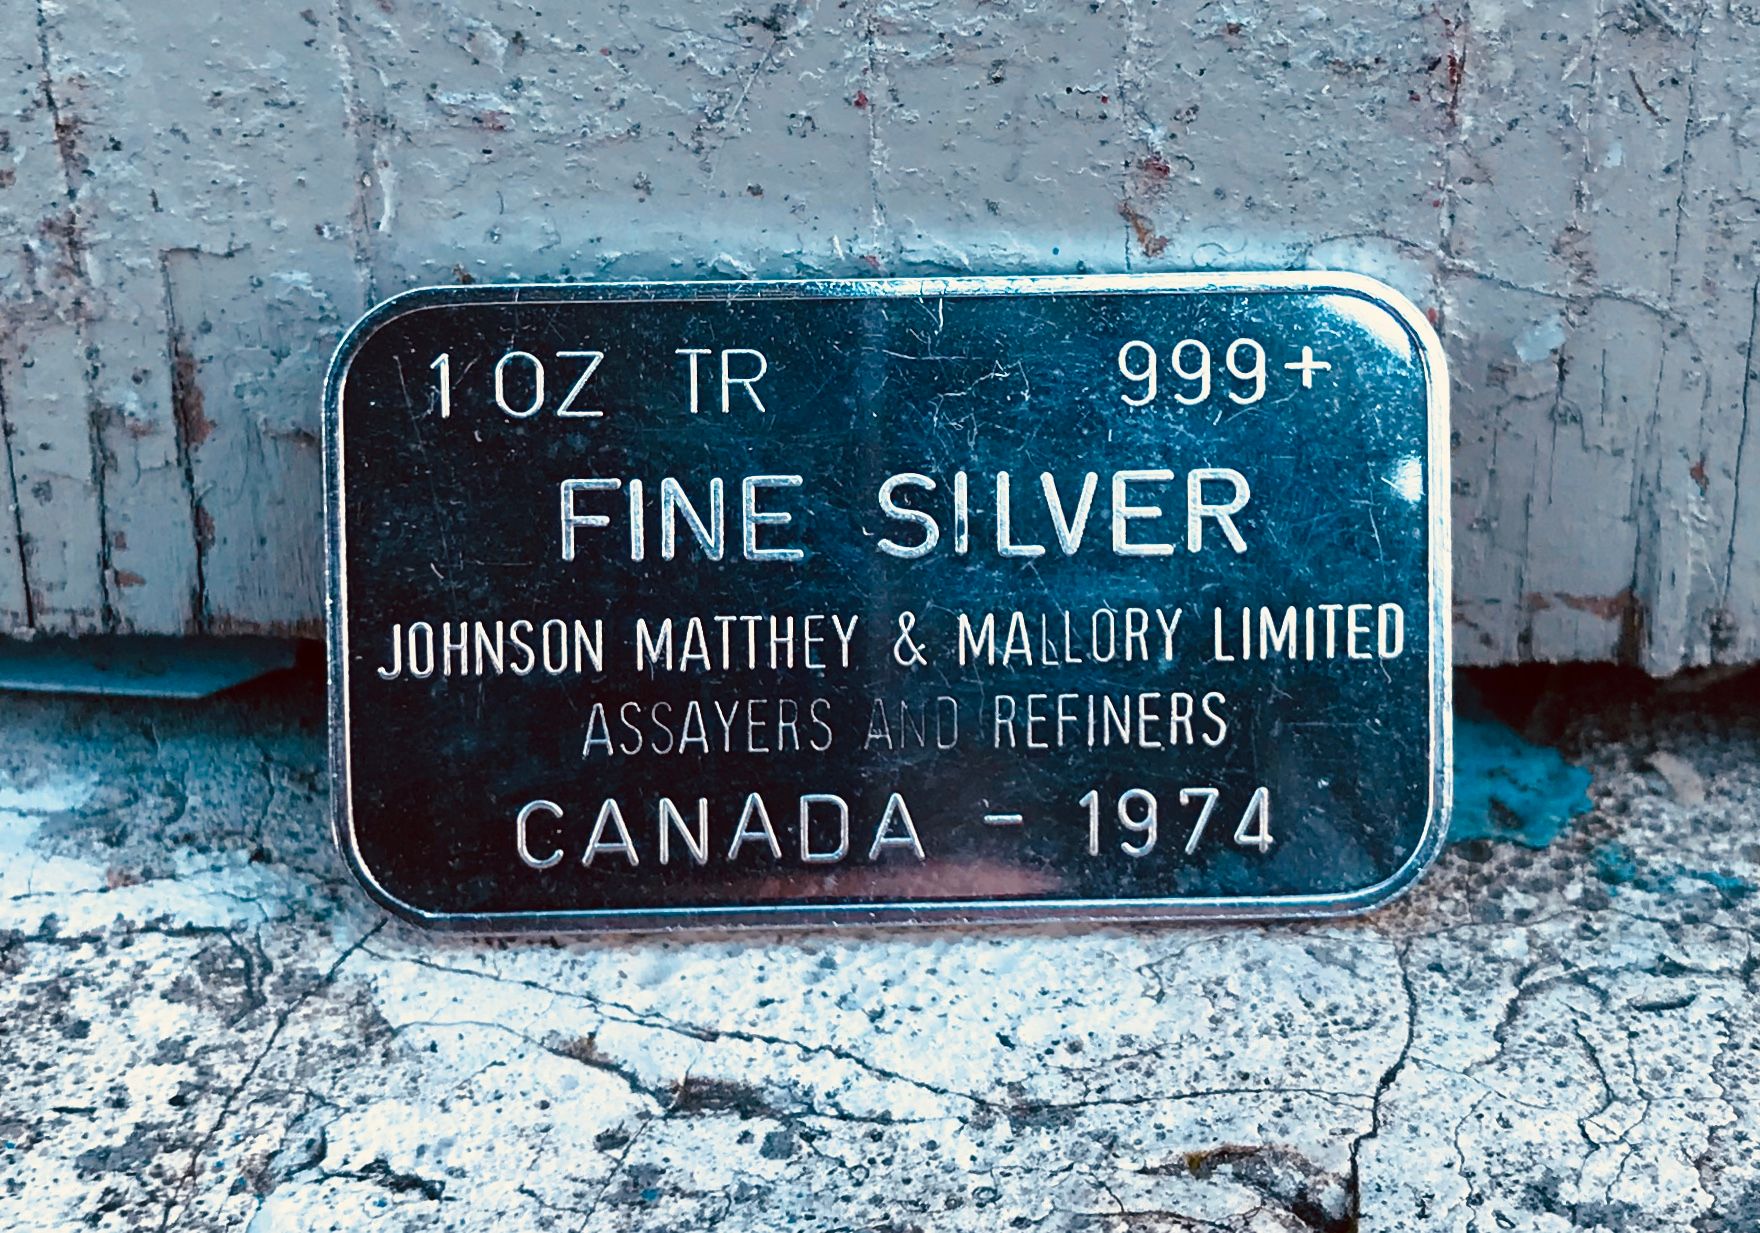 1 OZ TR 999+
FINE SILVER
JOHNSON MATTHEY & MALLORY LIMITED
ASSAYERS AND REFINERS
CANADA - 1974